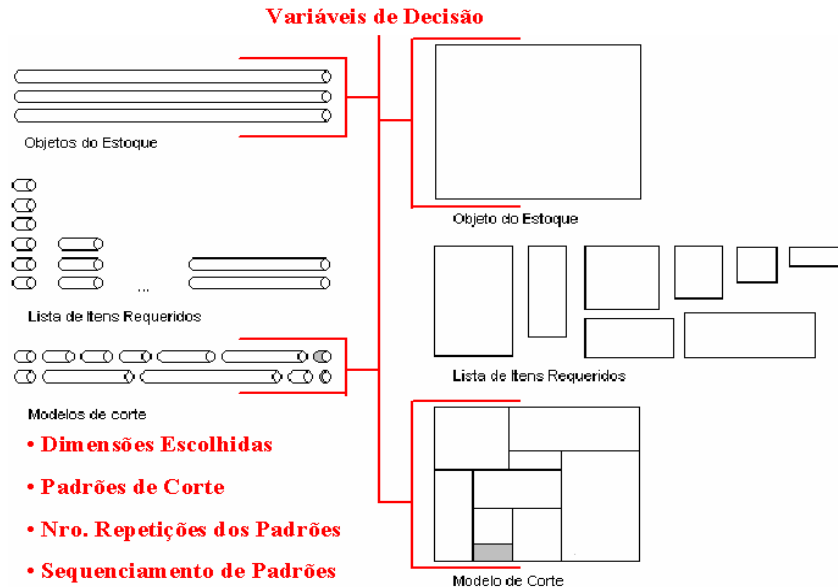 Variáveis de Decisão
Objetos do Estoque
Objeto do Estoque
...
Lista de Itens Requeridos
Lista de Itens Requeridos
Modelos de corte
• Dimensões Escolhidas
• Padrões de Corte
• Nro. Repetições dos Padrões
• Sequenciamento de Padrões
Modelo de Corte